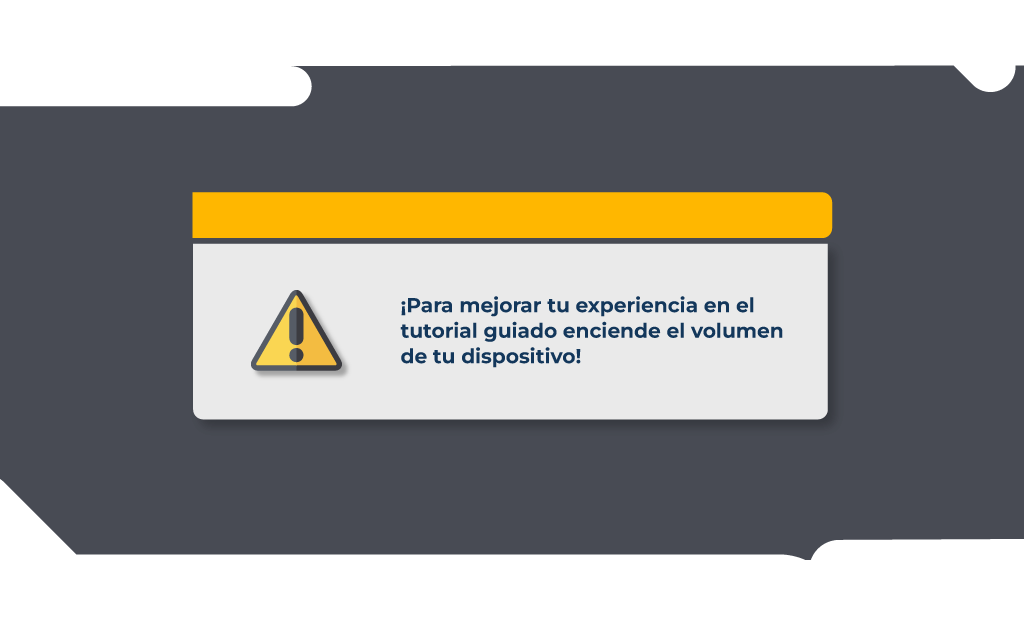 ¡Para mejorar tu experiencia en el
tutorial guiado enciende el volumen
de tu dispositivo!